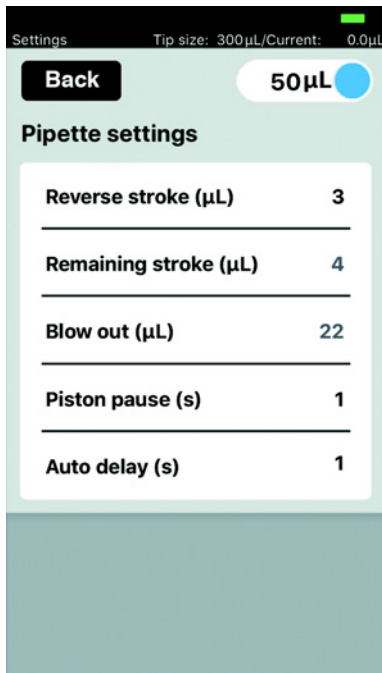 Settings Tip size: 300µL/Current: 0.0µL
Back 50µL
Pipette settings
Reverse stroke (µL) 3
Remaining stroke (µL) 4
Blow out (µL) 22
Piston pause (s) 1
Auto delay (s) 1